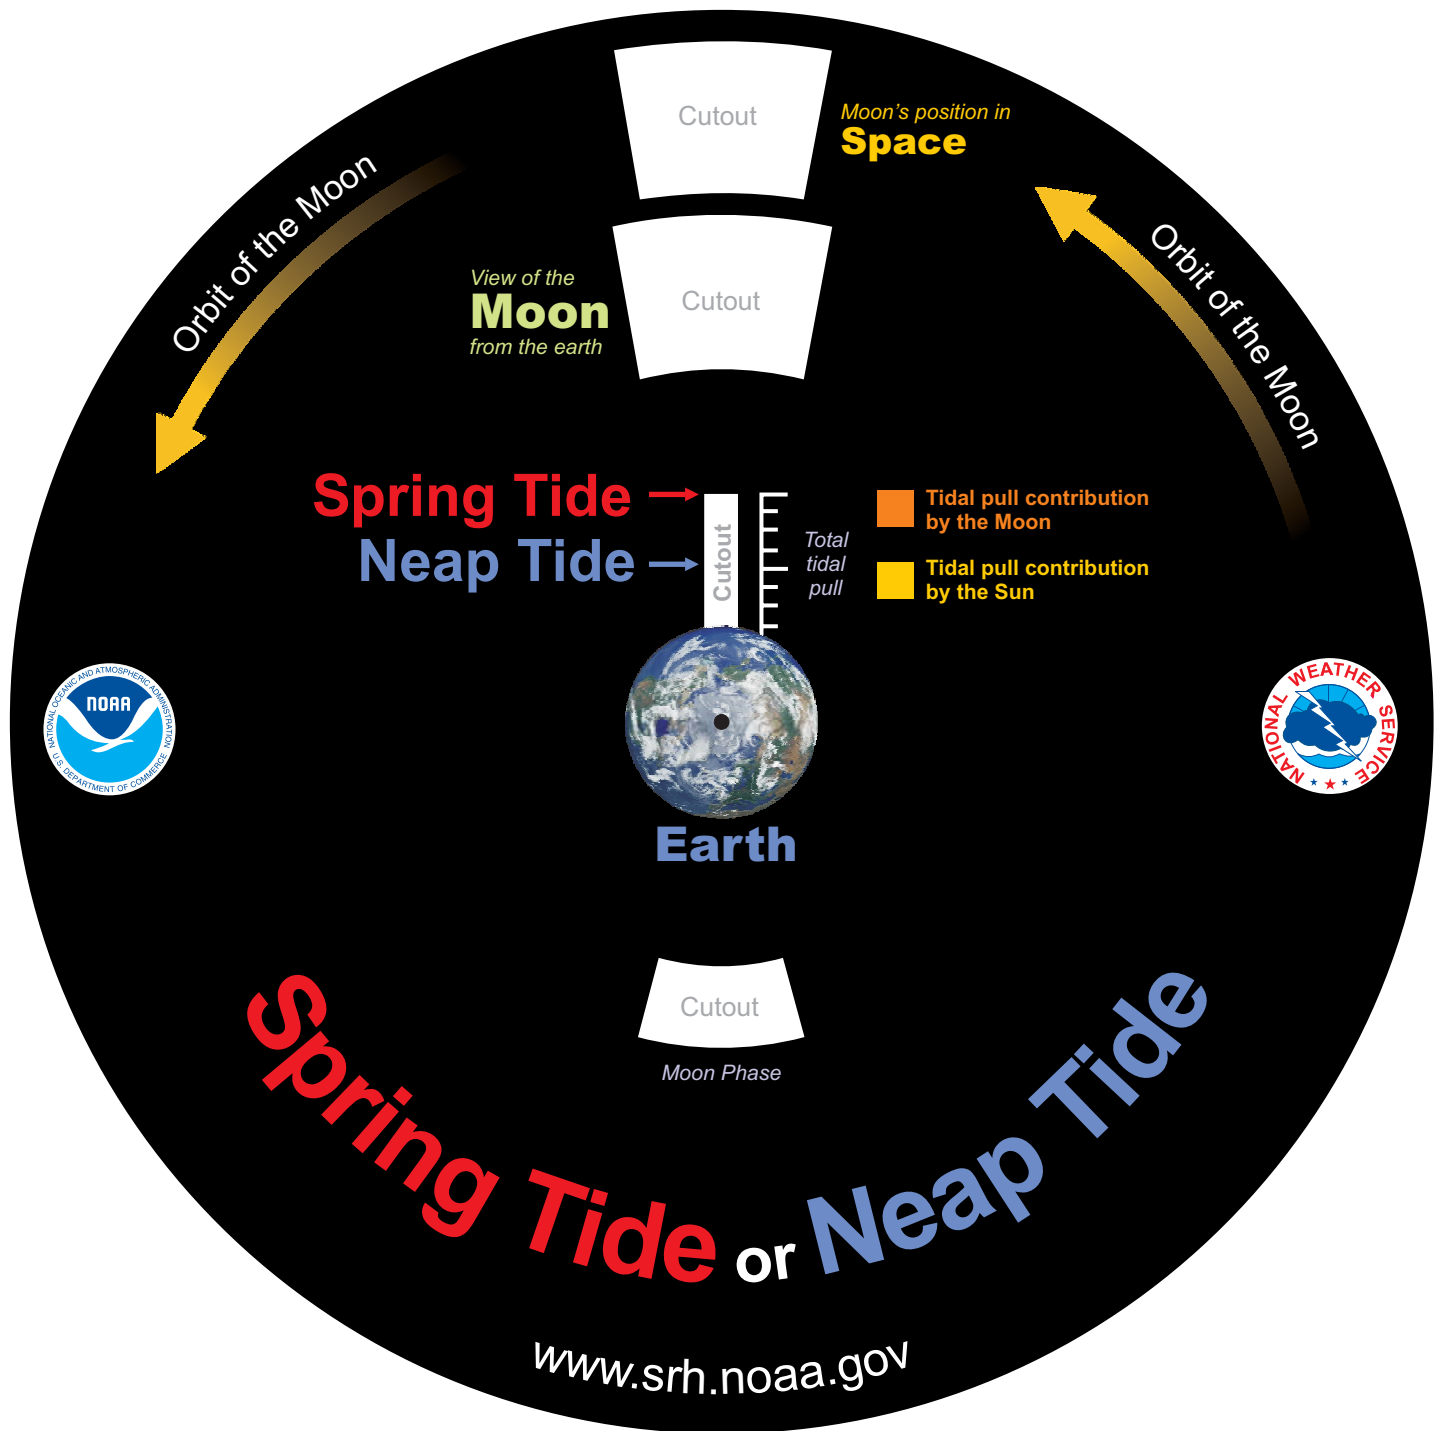 Cutout
Moon's position in
Space
Orbit of the Moon
Orbit of the Moon
View of the
Moon
from the earth
Cutout
Spring Tide
Neap Tide
Cutout
Total
tidal
pull
Tidal pull contribution
by the Moon
Tidal pull contribution
by the Sun
NATIONAL OCEANIC AND ATMOSPHERIC ADMINISTRATION
NOAA
U.S. DEPARTMENT OF COMMERCE
NATIONAL WEATHER SERVICE
Earth
Cutout
Moon Phase
Spring Tide or Neap Tide
www.srh.noaa.gov